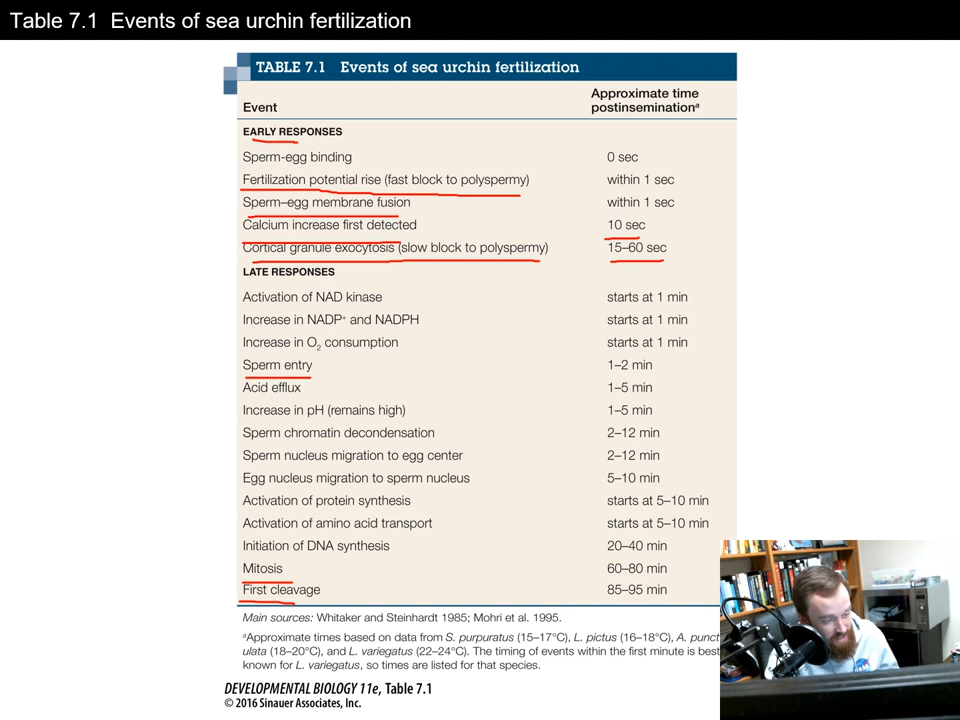 Table 7.1 Events of sea urchin fertilization
TABLE 7.1 Events of sea urchin fertilization
Event Approximate time postinseminationᵃ
EARLY RESPONSES
Sperm-egg binding 0 sec
Fertilization potential rise (fast block to polyspermy) within 1 sec
Sperm–egg membrane fusion within 1 sec
Calcium increase first detected 10 sec
Cortical granule exocytosis (slow block to polyspermy) 15–60 sec
LATE RESPONSES
Activation of NAD kinase starts at 1 min
Increase in NADP⁺ and NADPH starts at 1 min
Increase in O₂ consumption starts at 1 min
Sperm entry 1–2 min
Acid efflux 1–5 min
Increase in pH (remains high) 1–5 min
Sperm chromatin decondensation 2–12 min
Sperm nucleus migration to egg center 2–12 min
Egg nucleus migration to sperm nucleus 5–10 min
Activation of protein synthesis starts at 5–10 min
Activation of amino acid transport starts at 5–10 min
Initiation of DNA synthesis 20–40 min
Mitosis 60–80 min
First cleavage 85–95 min
Main sources: Whitaker and Steinhardt 1985; Mohri et al. 1995.
ᵃApproximate times based on data from S. purpuratus (15–17°C), L. pictus (16–18°C), A. punct
ulata (18–20°C), and L. variegatus (22–24°C). The timing of events within the first minute is best
known for L. variegatus, so times are listed for that species.
DEVELOPMENTAL BIOLOGY 11e, Table 7.1
© 2016 Sinauer Associates, Inc.